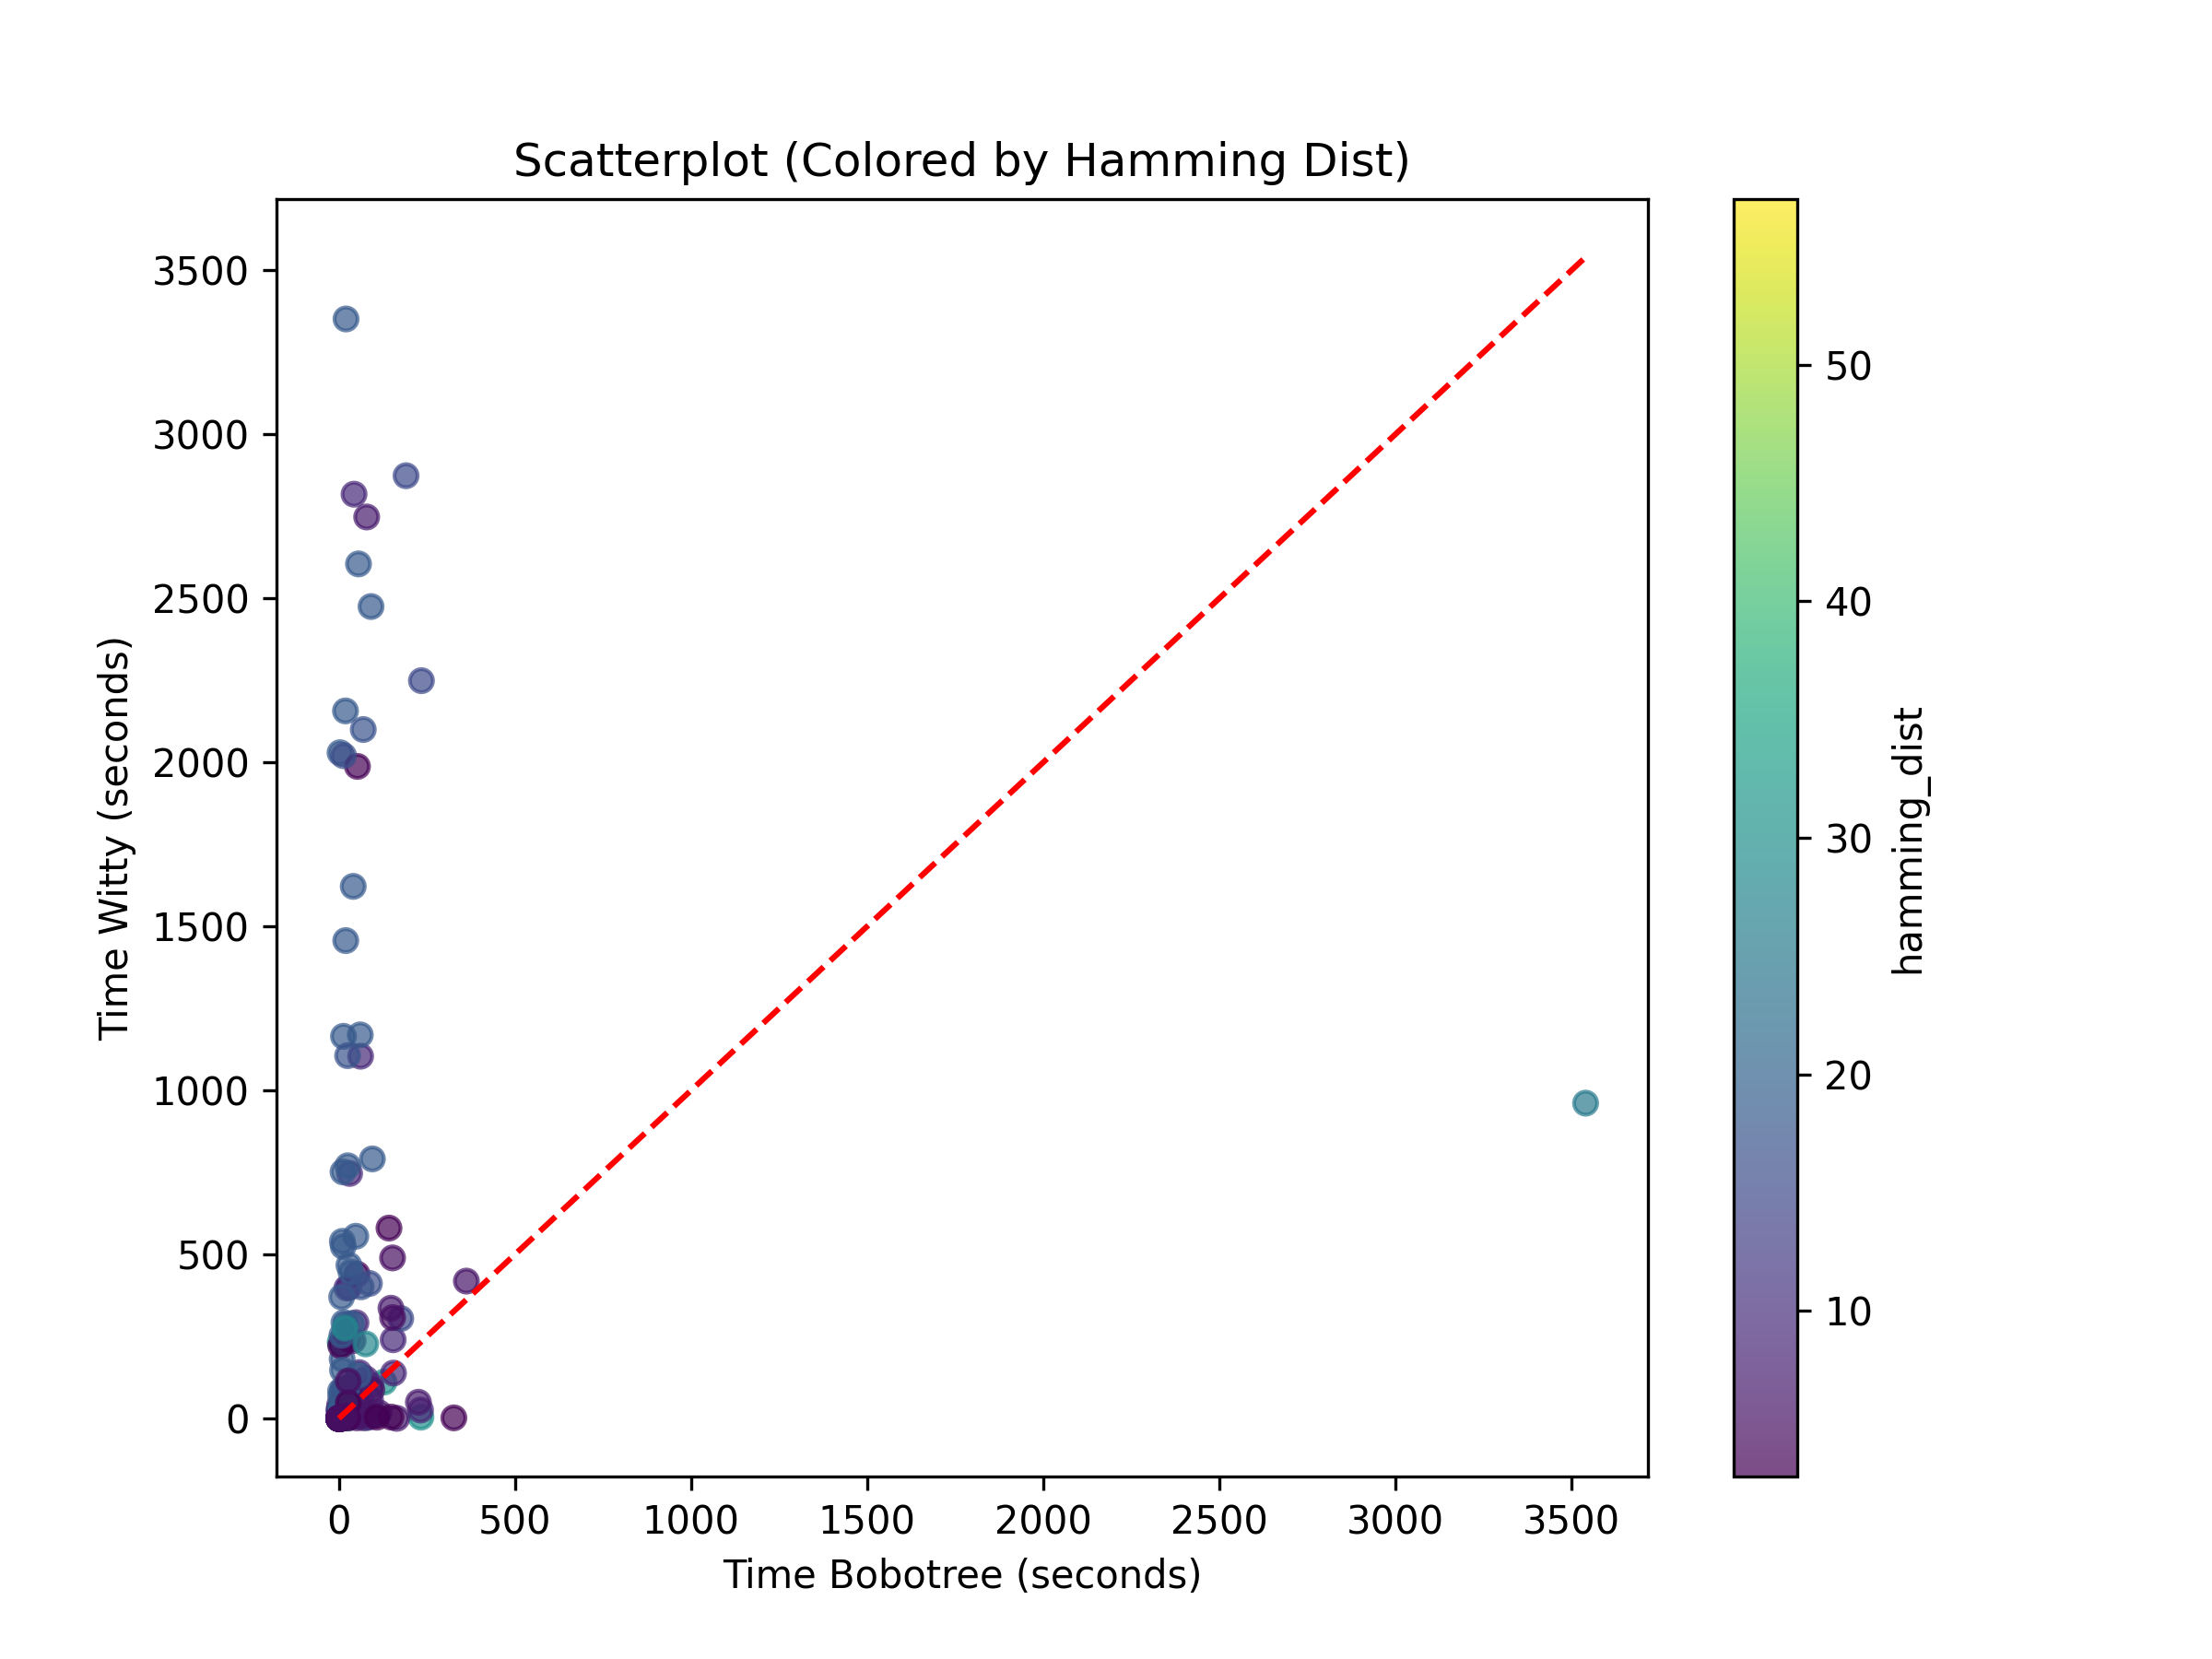 Scatterplot (Colored by Hamming Dist)
3500
3000
2500
2000
1500
1000
500
0
Time Witty (seconds)
0 500 1000 1500 2000 2500 3000 3500
Time Bobotree (seconds)
50
40
30
20
10
hamming_dist